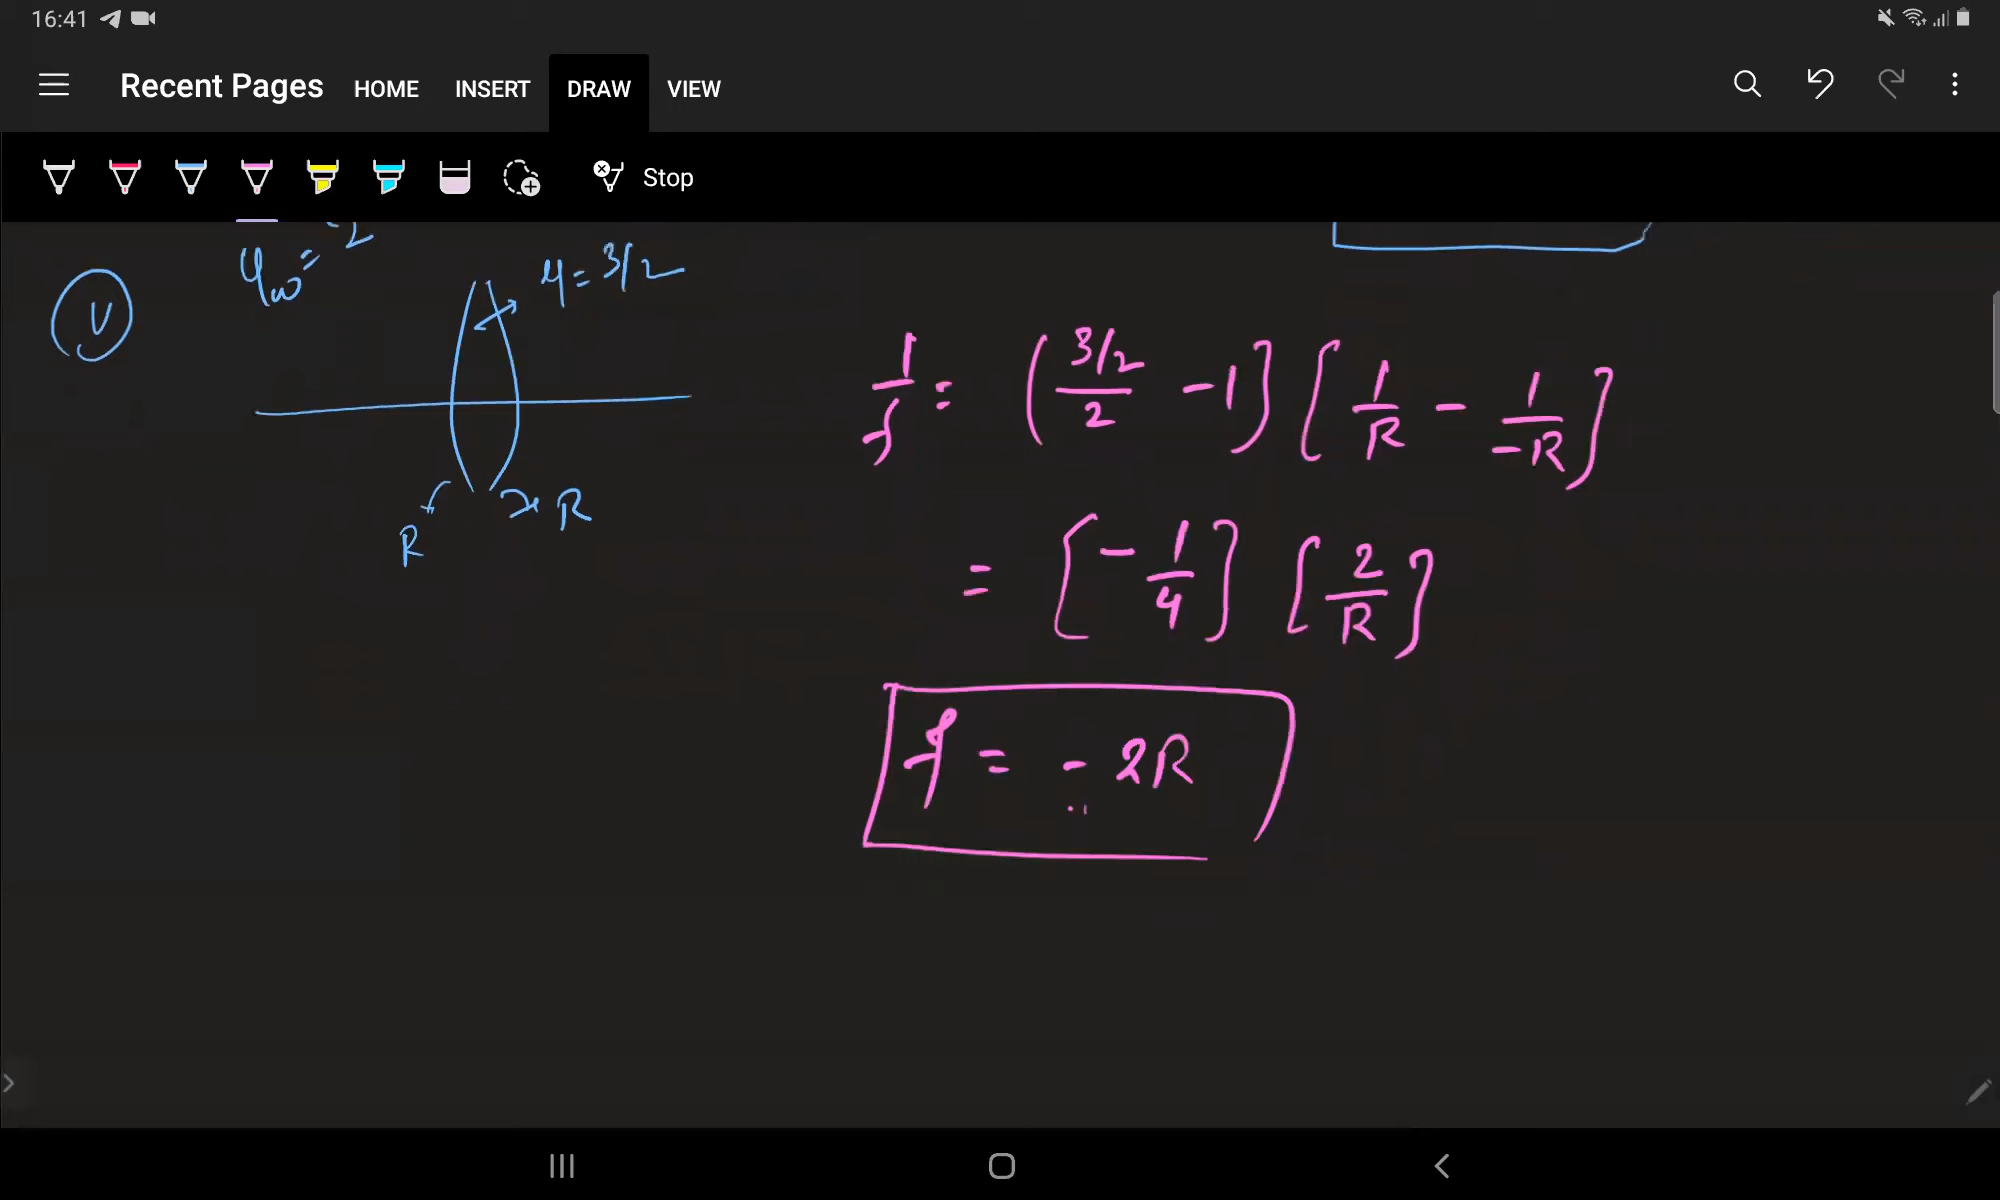 16:41
Recent Pages HOME INSERT DRAW VIEW
Stop
V
μw = 2
μ = 3/2
R
R
1/f = (3/2/2 - 1] [1/R - 1/-R]
= [-1/4] [2/R]
f = - 2R